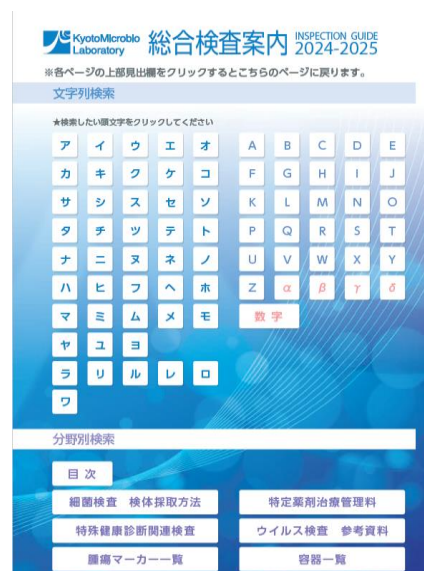 KyotoMicrobio Laboratory 総合検査案内 INSPECTION GUIDE 2024-2025
※各ページの上部見出欄をクリックするとこちらのページに戻ります。
文字列検索
★検索したい頭文字をクリックしてください
ア イ ウ エ オ A B C D E
カ キ ク ケ コ F G H I J
サ シ ス セ ソ K L M N O
タ チ ツ テ ト P Q R S T
ナ ニ ヌ ネ ノ U V W X Y
ハ ヒ フ ヘ ホ Z α β γ δ
マ ミ ム メ モ 数字
ヤ ユ ヨ
ラ リ ル レ ロ
ワ
分野別検索
目次
細菌検査 検体採取方法 特定薬剤治療管理料
特殊健康診断関連検査 ウイルス検査 参考資料
腫瘍マーカー一覧 容器一覧